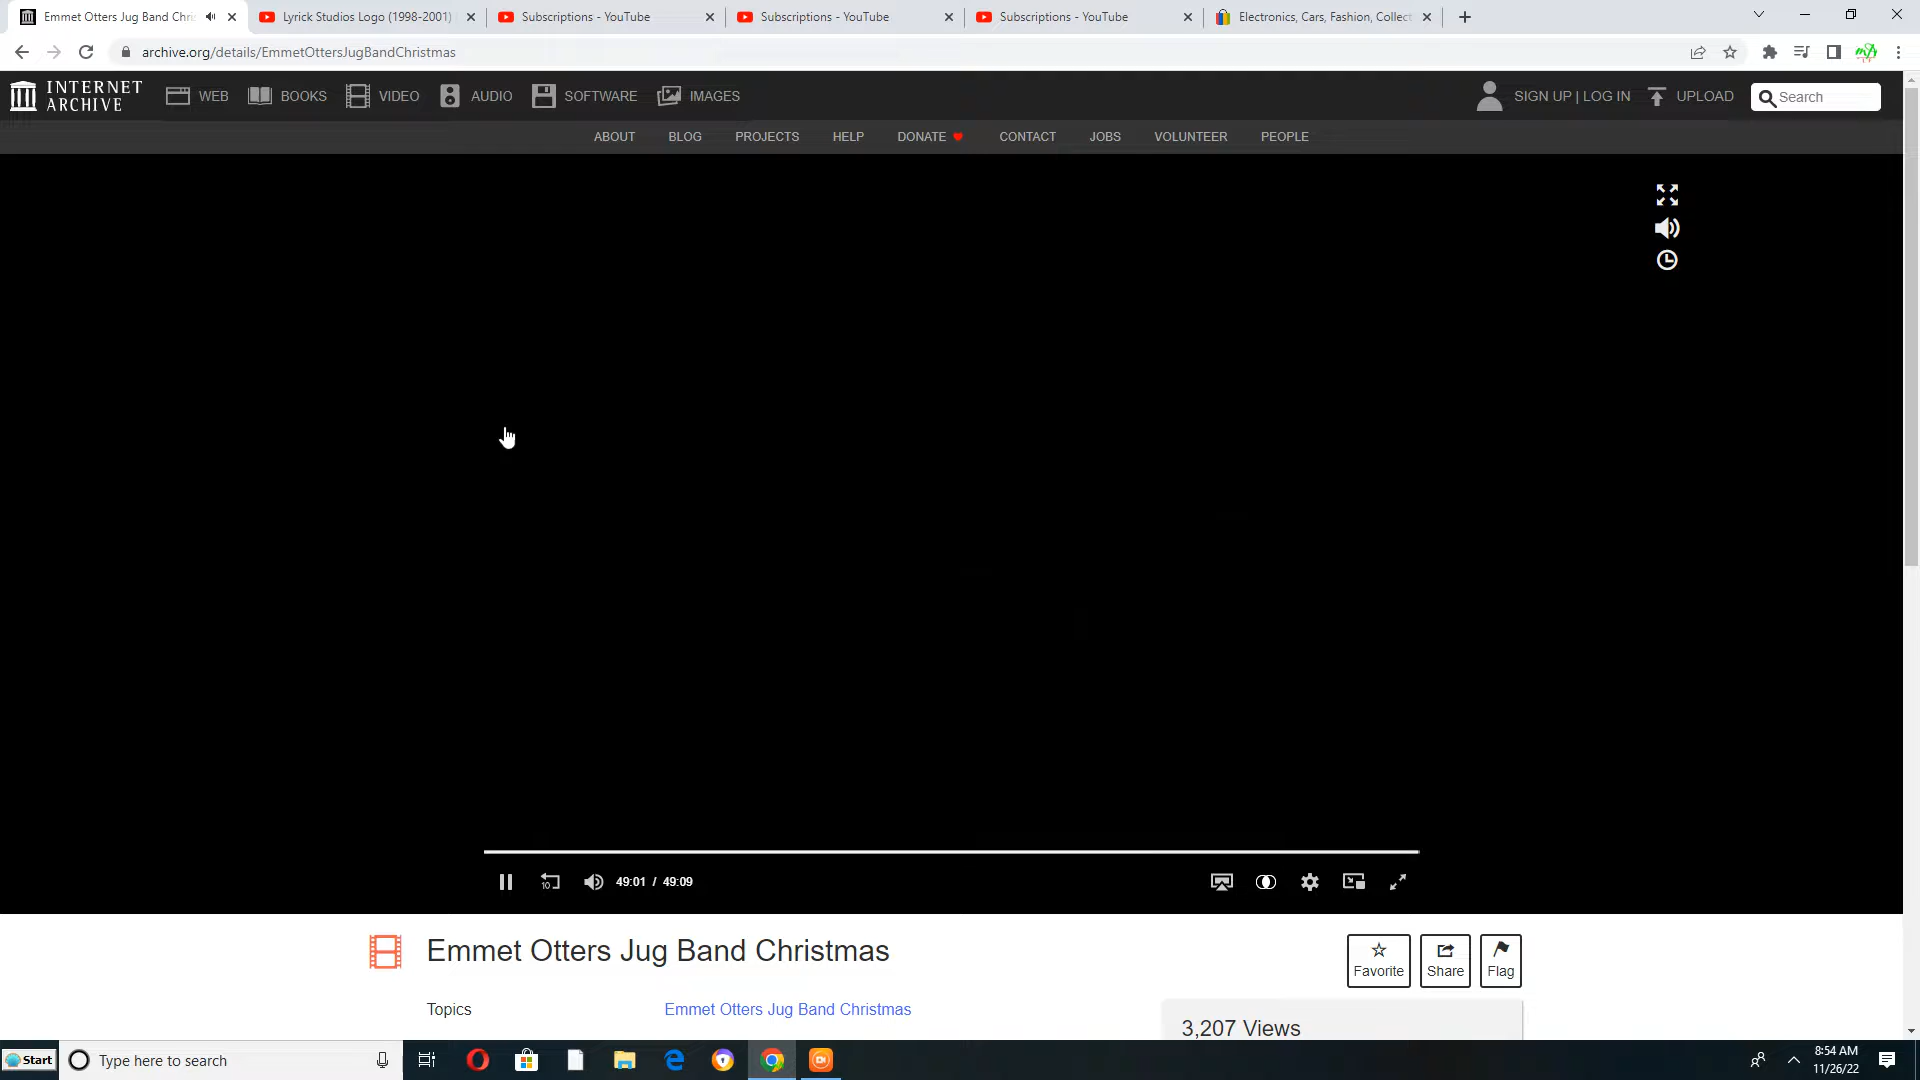 Emmet Otters Jug Band Chri
Lyrick Studios Logo (1998-2001)
Subscriptions - YouTube
Subscriptions - YouTube
Subscriptions - YouTube
Electronics, Cars, Fashion, Collect
archive.org/details/EmmetOttersJugBandChristmas
INTERNET
ARCHIVE
WEB
BOOKS
VIDEO
AUDIO
SOFTWARE
IMAGES
SIGN UP | LOG IN
UPLOAD
Search
ABOUT
BLOG
PROJECTS
HELP
DONATE
CONTACT
JOBS
VOLUNTEER
PEOPLE
10
49:01 / 49:09
Emmet Otters Jug Band Christmas
Favorite
Share
Flag
Topics
Emmet Otters Jug Band Christmas
3,207 Views
Start
Type here to search
8:54 AM
11/26/22